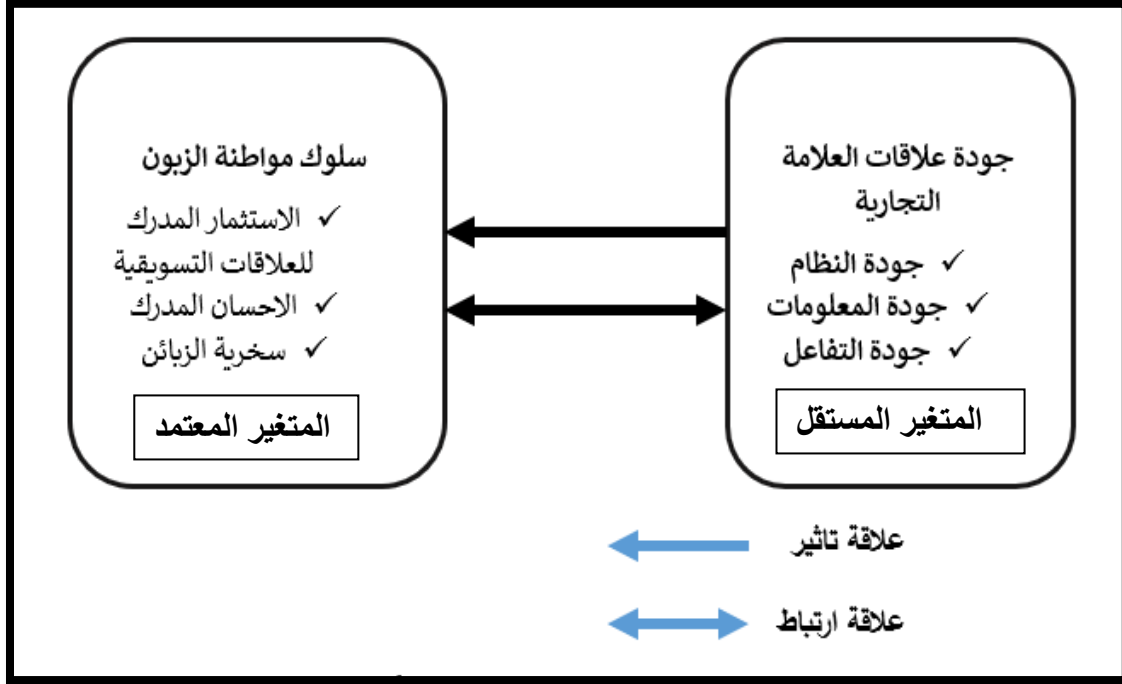 جودة علاقات العلامة
التجارية
✓ جودة النظام
✓ جودة المعلومات
✓ جودة التفاعل
المتغير المستقل
سلوك مواطنة الزبون
✓ الاستثمار المدرك
للعلاقات التسويقية
✓ الاحسان المدرك
✓ سخرية الزبائن
المتغير المعتمد
علاقة تاثير
علاقة ارتباط